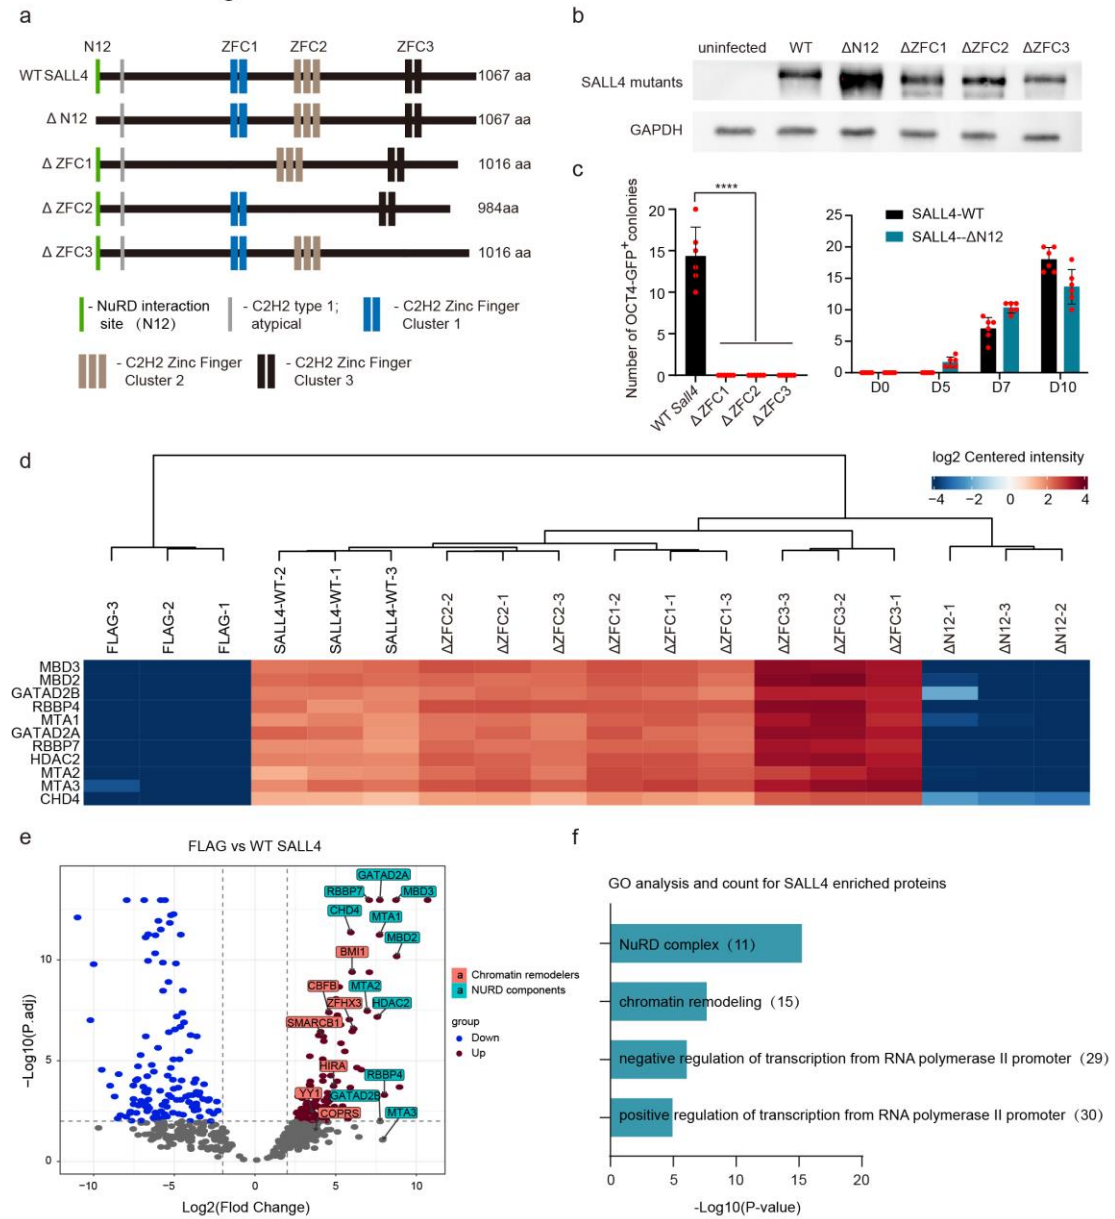 a
N12
ZFC1
ZFC2
ZFC3
WT SALL4
1067 aa
Δ N12
1067 aa
Δ ZFC1
1016 aa
Δ ZFC2
984aa
Δ ZFC3
1016 aa
- NuRD interaction
site （N12）
- C2H2 type 1;
atypical
- C2H2 Zinc Finger
Cluster 1
- C2H2 Zinc Finger
Cluster 2
- C2H2 Zinc Finger
Cluster 3
b
uninfected
WT
ΔN12
ΔZFC1
ΔZFC2
ΔZFC3
SALL4 mutants
GAPDH
c
Number of OCT4-GFP⁺conlonies
20
15
10
5
0
****
WT Sall4
Δ ZFC1
Δ ZFC2
Δ ZFC3
25
20
15
10
5
0
SALL4-WT
SALL4--ΔN12
D0
D5
D7
D10
d
log2 Centered intensity
−4 −2 0 2 4
FLAG-3
FLAG-2
FLAG-1
SALL4-WT-2
SALL4-WT-1
SALL4-WT-3
ΔZFC2-2
ΔZFC2-1
ΔZFC2-3
ΔZFC1-2
ΔZFC1-1
ΔZFC1-3
ΔZFC3-3
ΔZFC3-2
ΔZFC3-1
ΔN12-1
ΔN12-3
ΔN12-2
MBD3
MBD2
GATAD2B
RBBP4
MTA1
GATAD2A
RBBP7
HDAC2
MTA2
MTA3
CHD4
e
FLAG vs WT SALL4
−Log10(P.adj)
10
5
0
GATAD2A
RBBP7
MBD3
CHD4
MTA1
MBD2
BMI1
CBFB
MTA2
ZFHX3
HDAC2
SMARCB1
HIRA
RBBP4
YY1
GATAD2B
COPRS
MTA3
−10
−5
0
5
10
Log2(Flod Change)
a Chromatin remodelers
a NURD components
group
Down
Up
f
GO analysis and count for SALL4 enriched proteins
NuRD complex（11）
chromatin remodeling（15）
negative regulation of transcription from RNA polymerase II promoter（29）
positive regulation of transcription from RNA polymerase II promoter（30）
0
5
10
15
20
-Log10(P-value)